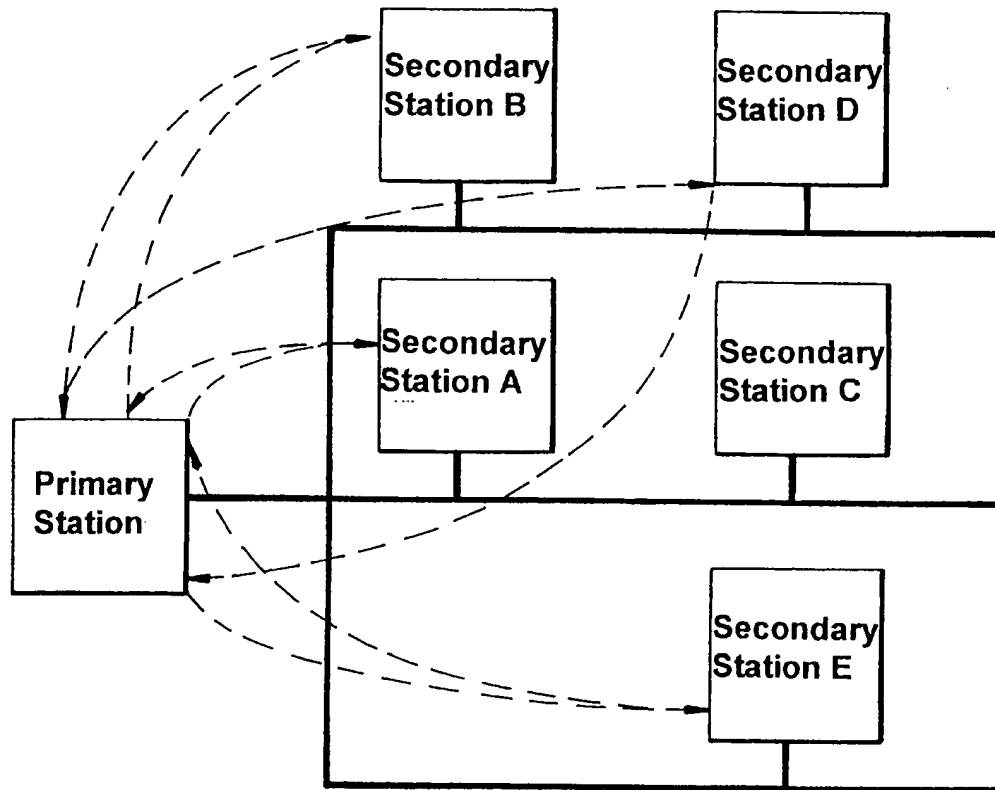 Secondary
Station B
Secondary
Station D
Secondary
Station A
Secondary
Station C
Primary
Station
Secondary
Station E